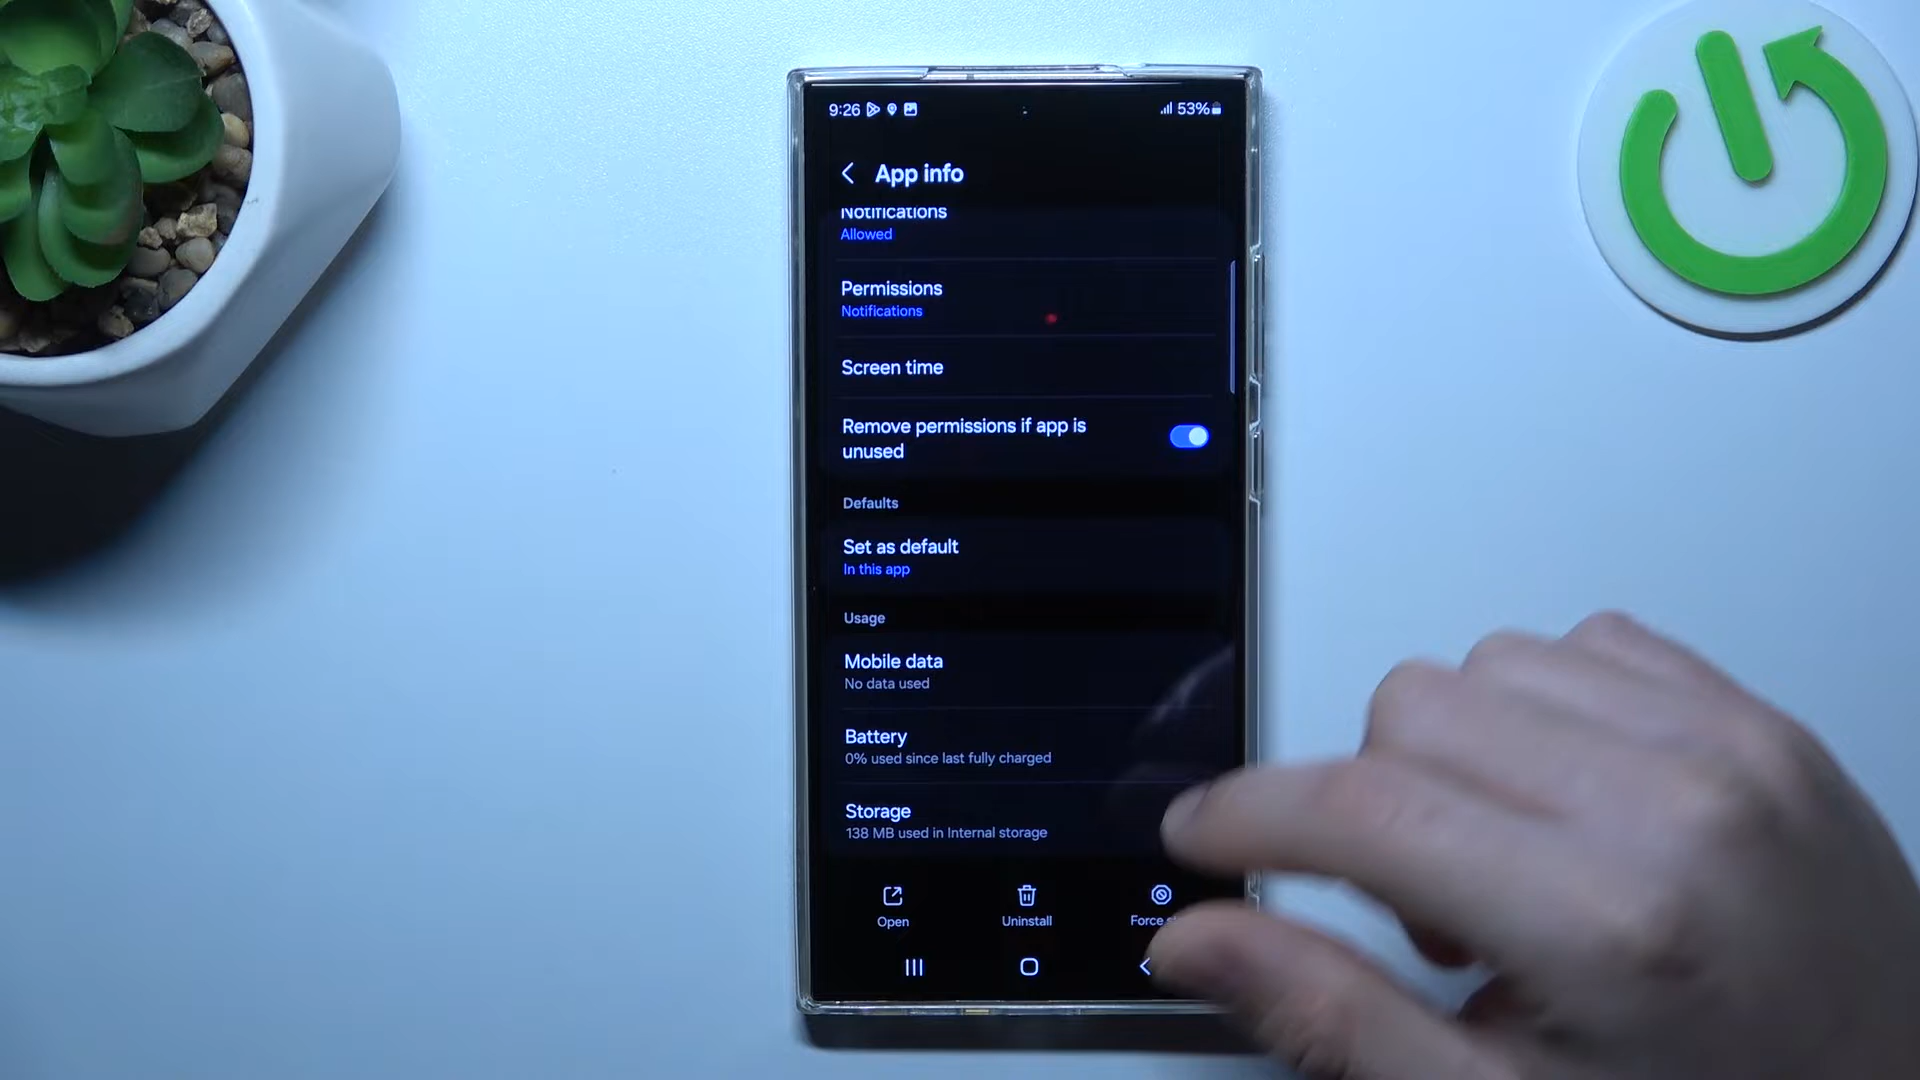 9:26
53%
App info
Notifications
Allowed
Permissions
Notifications
Screen time
Remove permissions if app is
unused
Defaults
Set as default
In this app
Usage
Mobile data
No data used
Battery
0% used since last fully charged
Storage
138 MB used in Internal storage
Open
Uninstall
Force